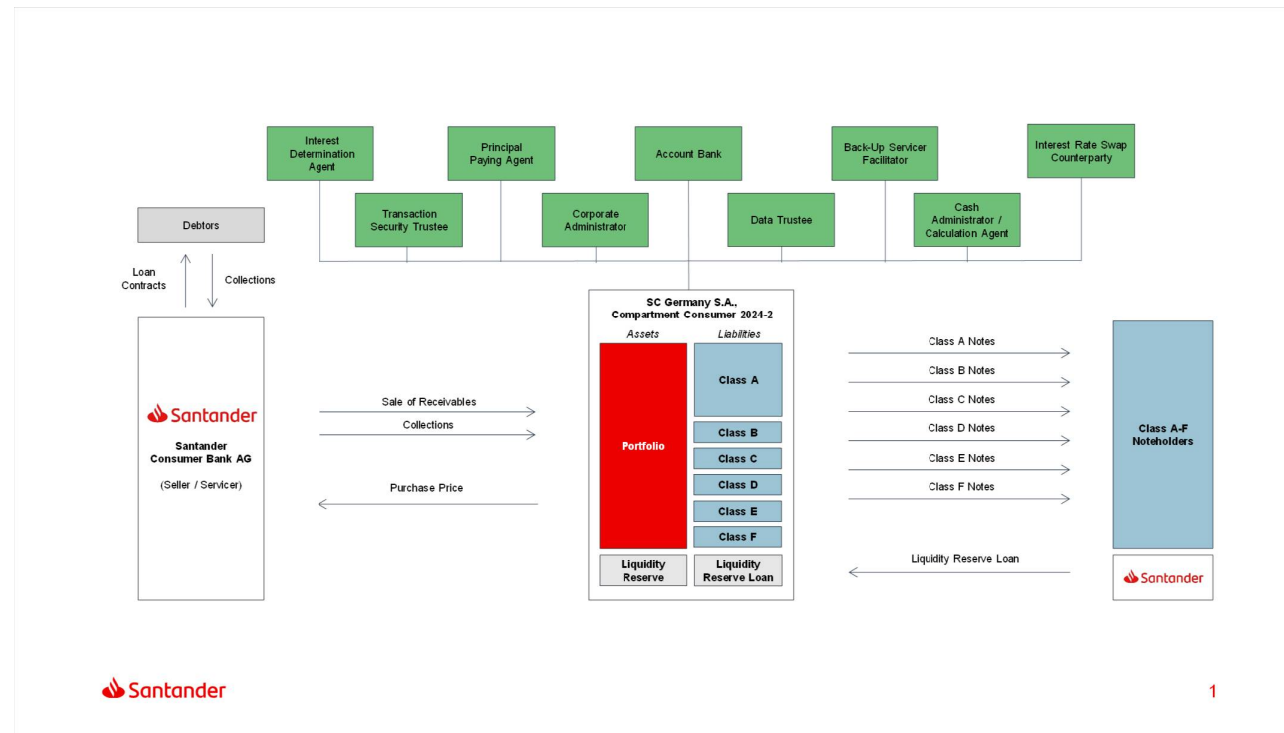 Interest
Determination
Agent
Principal
Paying Agent
Account Bank
Back-Up Servicer
Facilitator
Interest Rate Swap
Counterparty
Transaction
Security Trustee
Corporate
Administrator
Data Trustee
Cash
Administrator /
Calculation Agent
Debtors
Loan
Contracts
Collections
Santander
Santander
Consumer Bank AG
(Seller / Servicer)
Sale of Receivables
Collections
Purchase Price
SC Germany S.A.,
Compartment Consumer 2024-2
Assets
Liabilities
Portfolio
Class A
Class B
Class C
Class D
Class E
Class F
Liquidity
Reserve
Liquidity
Reserve Loan
Class A Notes
Class B Notes
Class C Notes
Class D Notes
Class E Notes
Class F Notes
Liquidity Reserve Loan
Class A-F
Noteholders
Santander
Santander
1